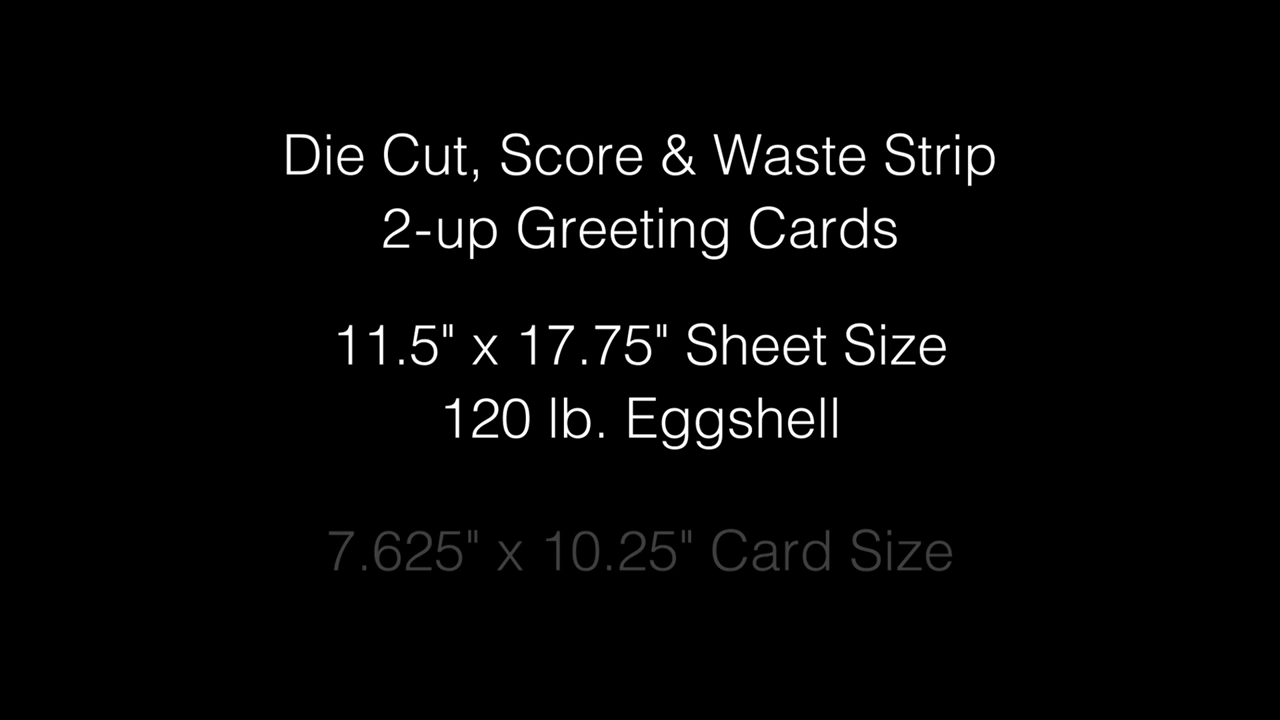 Die Cut, Score & Waste Strip
2-up Greeting Cards
11.5" x 17.75" Sheet Size
120 lb. Eggshell
7.625" x 10.25" Card Size